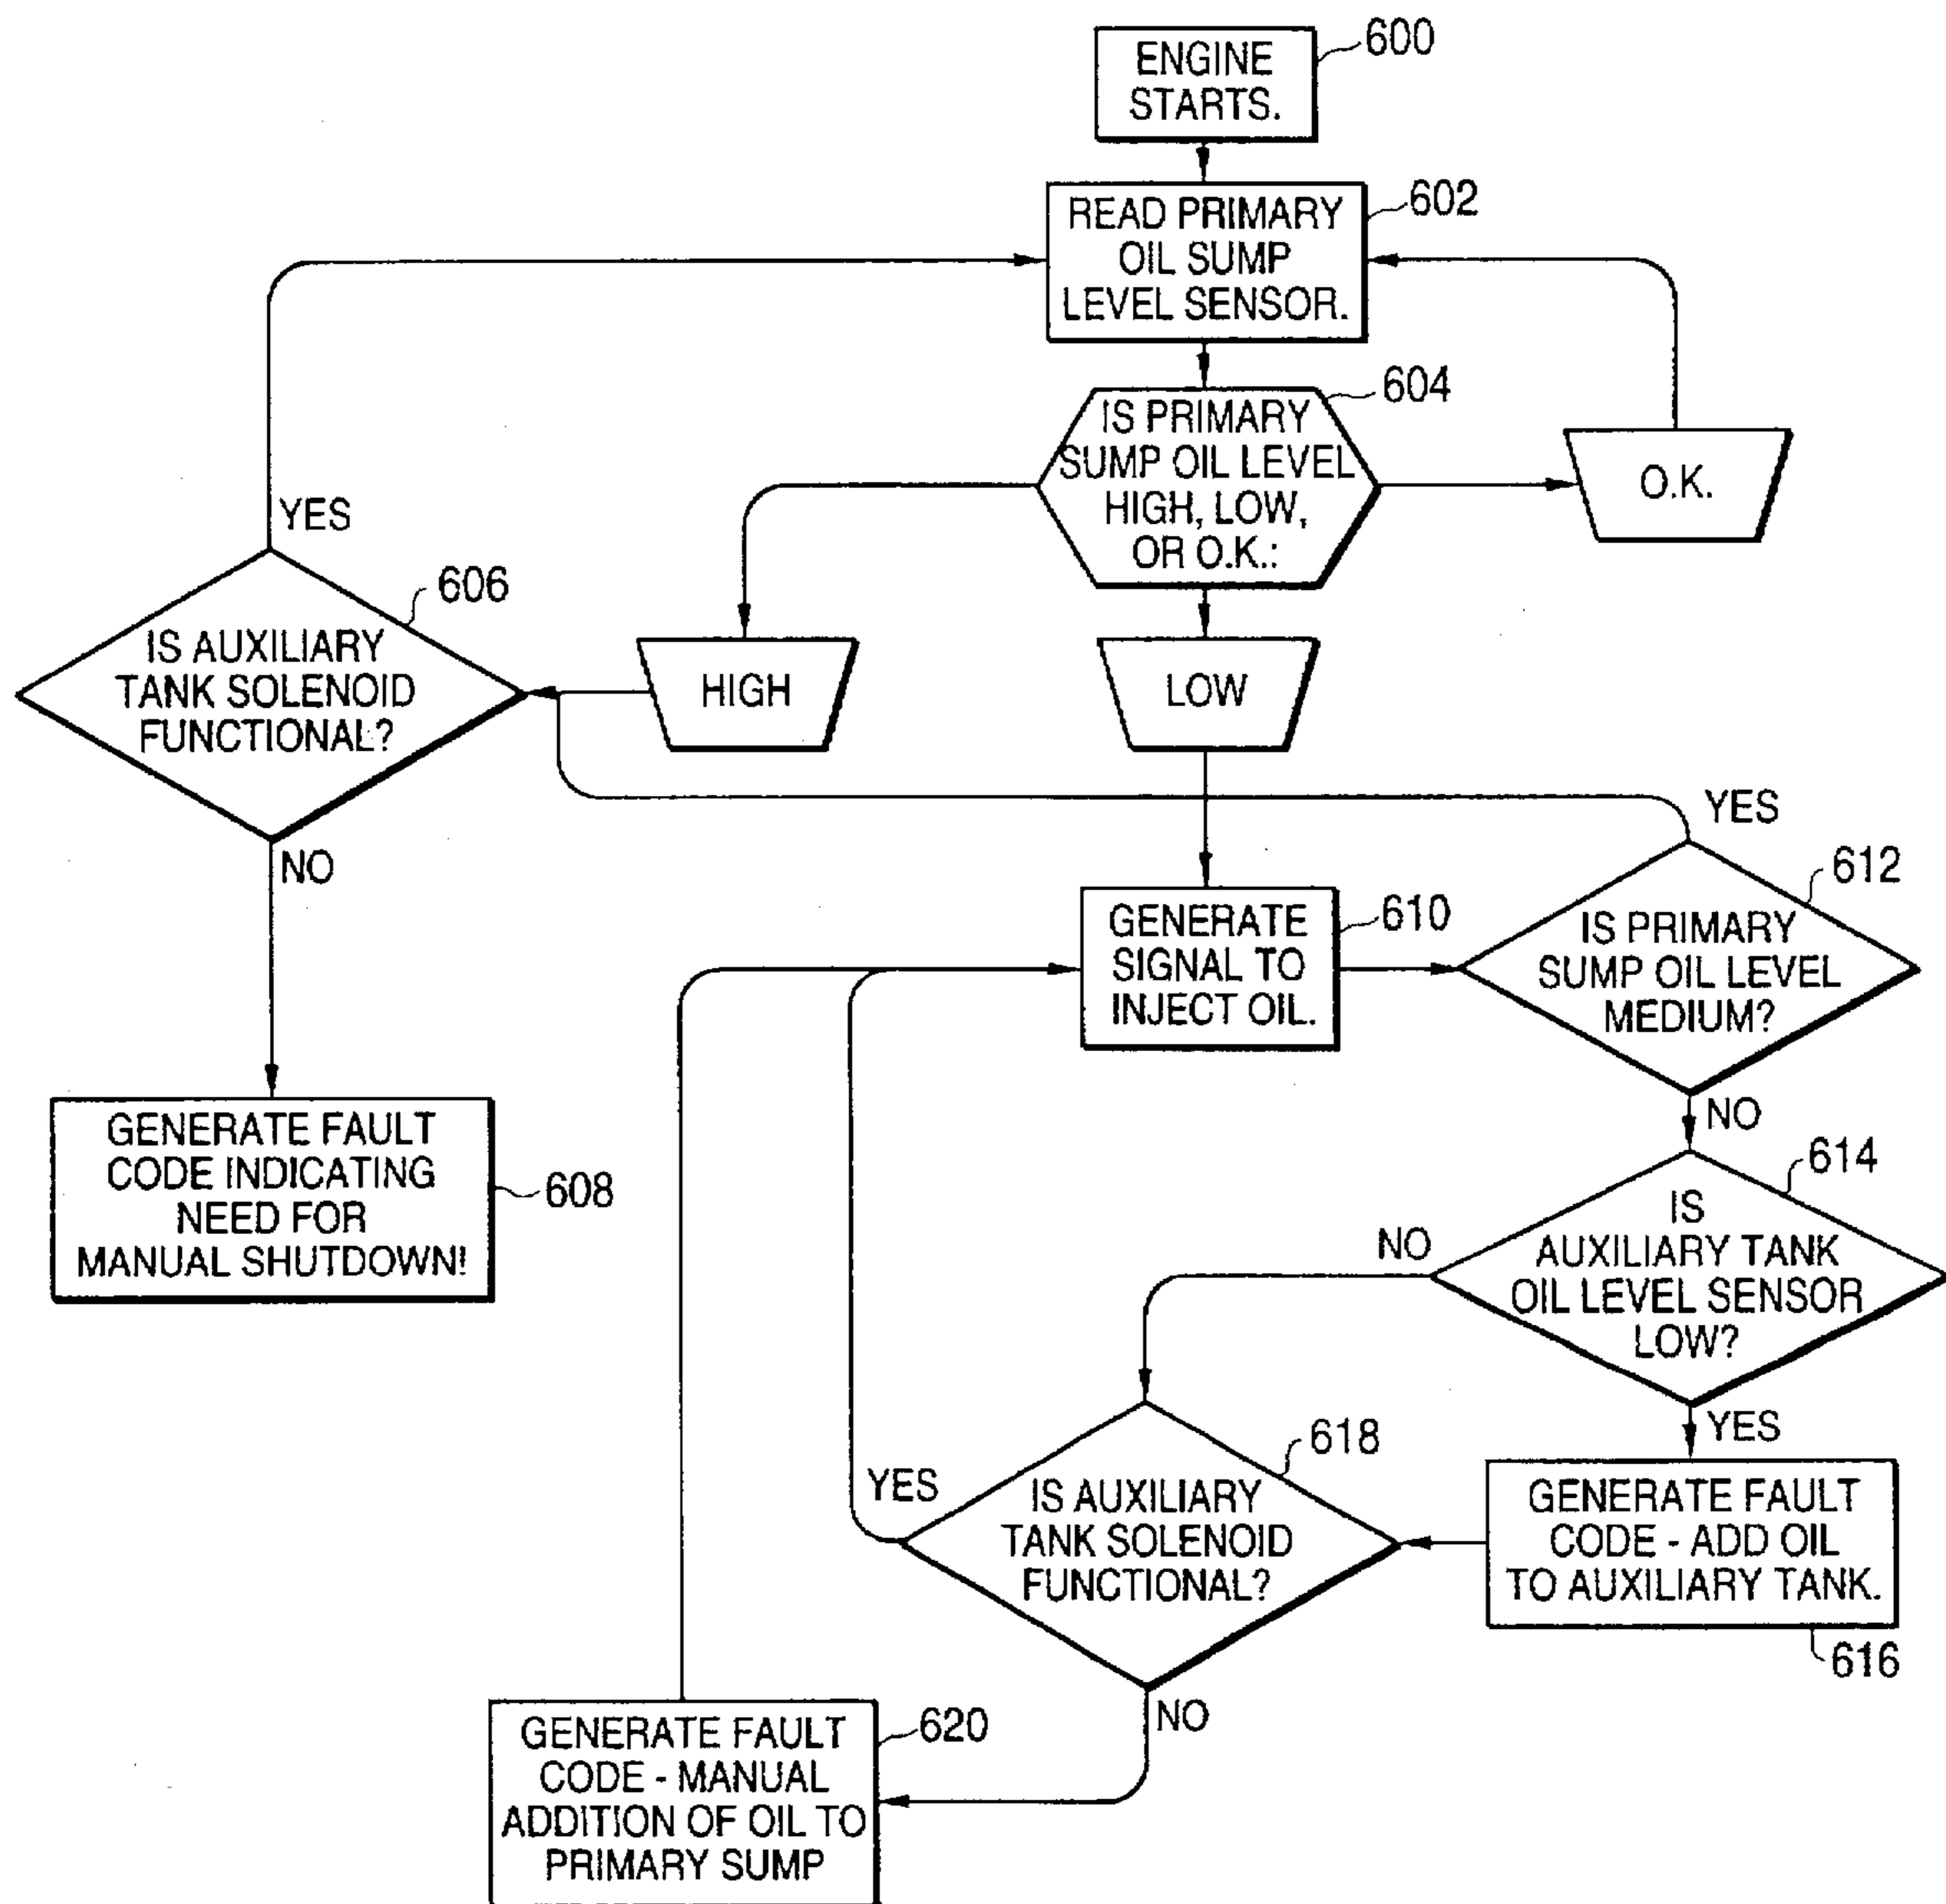 ENGINE
STARTS.
600
READ PRIMARY
OIL SUMP
LEVEL SENSOR.
602
IS PRIMARY
SUMP OIL LEVEL
HIGH, LOW,
OR O.K.:
604
O.K.
YES
IS AUXILIARY
TANK SOLENOID
FUNCTIONAL?
606
HIGH
LOW
NO
GENERATE FAULT
CODE INDICATING
NEED FOR
MANUAL SHUTDOWN!
608
GENERATE
SIGNAL TO
INJECT OIL.
610
YES
IS PRIMARY
SUMP OIL LEVEL
MEDIUM?
612
NO
IS
AUXILIARY TANK
OIL LEVEL SENSOR
LOW?
614
NO
YES
GENERATE FAULT
CODE - ADD OIL
TO AUXILIARY TANK.
616
IS AUXILIARY
TANK SOLENOID
FUNCTIONAL?
618
YES
NO
GENERATE FAULT
CODE - MANUAL
ADDITION OF OIL TO
PRIMARY SUMP
620